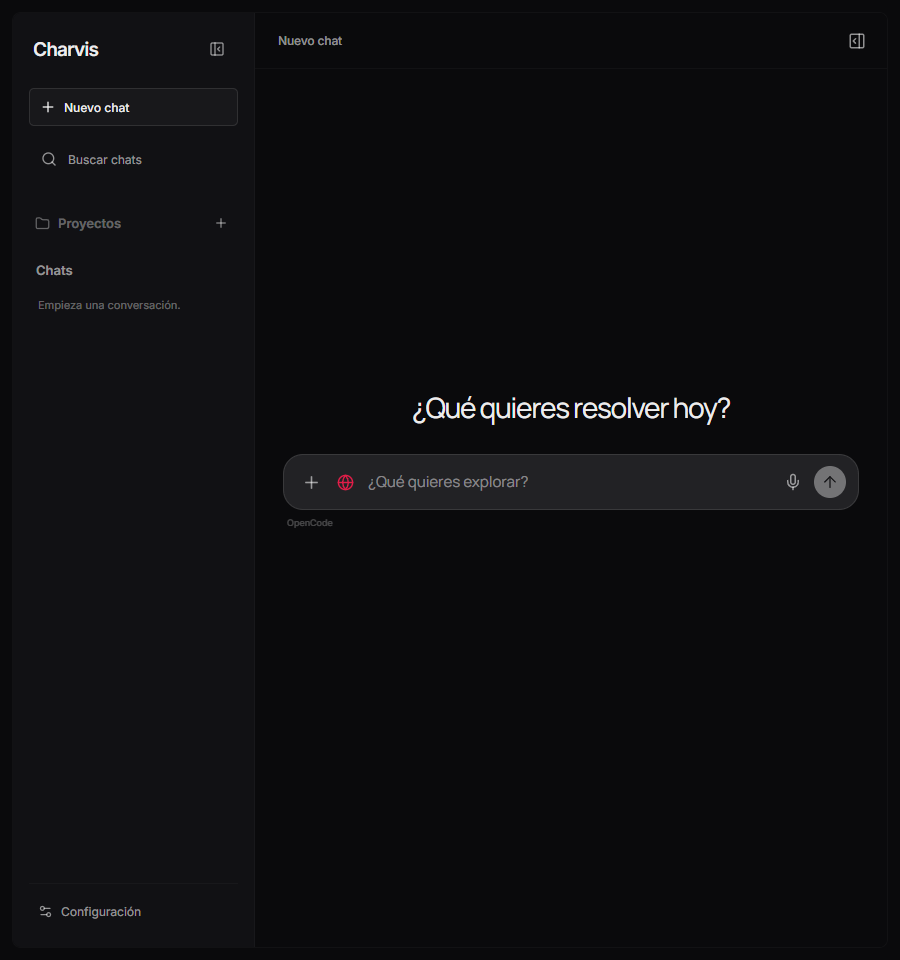 Charvis
Nuevo chat
Buscar chats
Proyectos
Chats
Empieza una conversación.
Configuración
Nuevo chat
¿Qué quieres resolver hoy?
¿Qué quieres explorar?
OpenCode